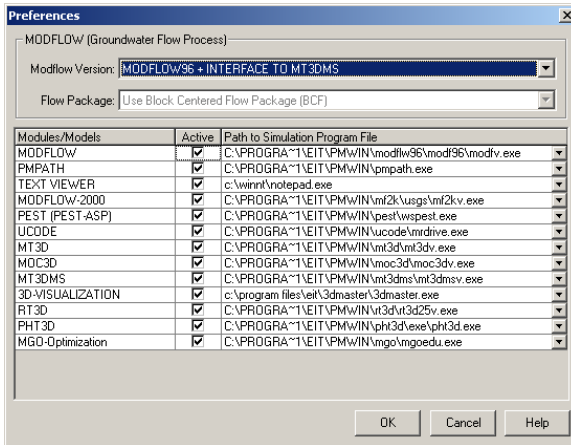 Preferences
MODFLOW (Groundwater Flow Process)
Modflow Version: MODFLOW96 + INTERFACE TO MT3DMS
Flow Package: Use Block Centered Flow Package (BCF)
Modules/Models Active Path to Simulation Program File
MODFLOW C:\PROGRA~1\EIT\PMWIN\modflw96\modf96\modfv.exe
PMPATH C:\PROGRA~1\EIT\PMWIN\pmpath.exe
TEXT VIEWER c:\winnt\notepad.exe
MODFLOW-2000 C:\PROGRA~1\EIT\PMWIN\mf2k\usgs\mf2kv.exe
PEST (PEST-ASP) C:\PROGRA~1\EIT\PMWIN\pest\wspest.exe
UCODE C:\PROGRA~1\EIT\PMWIN\ucode\mrdrive.exe
MT3D C:\PROGRA~1\EIT\PMWIN\mt3d\mt3dv.exe
MOC3D C:\PROGRA~1\EIT\PMWIN\moc3d\moc3dv.exe
MT3DMS C:\PROGRA~1\EIT\PMWIN\mt3dms\mt3dmsv.exe
3D-VISUALIZATION c:\program files\eit\3dmaster\3dmaster.exe
RT3D C:\PROGRA~1\EIT\PMWIN\rt3d\rt3d25v.exe
PHT3D C:\PROGRA~1\EIT\PMWIN\pht3d\exe\pht3d.exe
MGO-Optimization C:\PROGRA~1\EIT\PMWIN\mgo\mgoedu.exe
OK Cancel Help